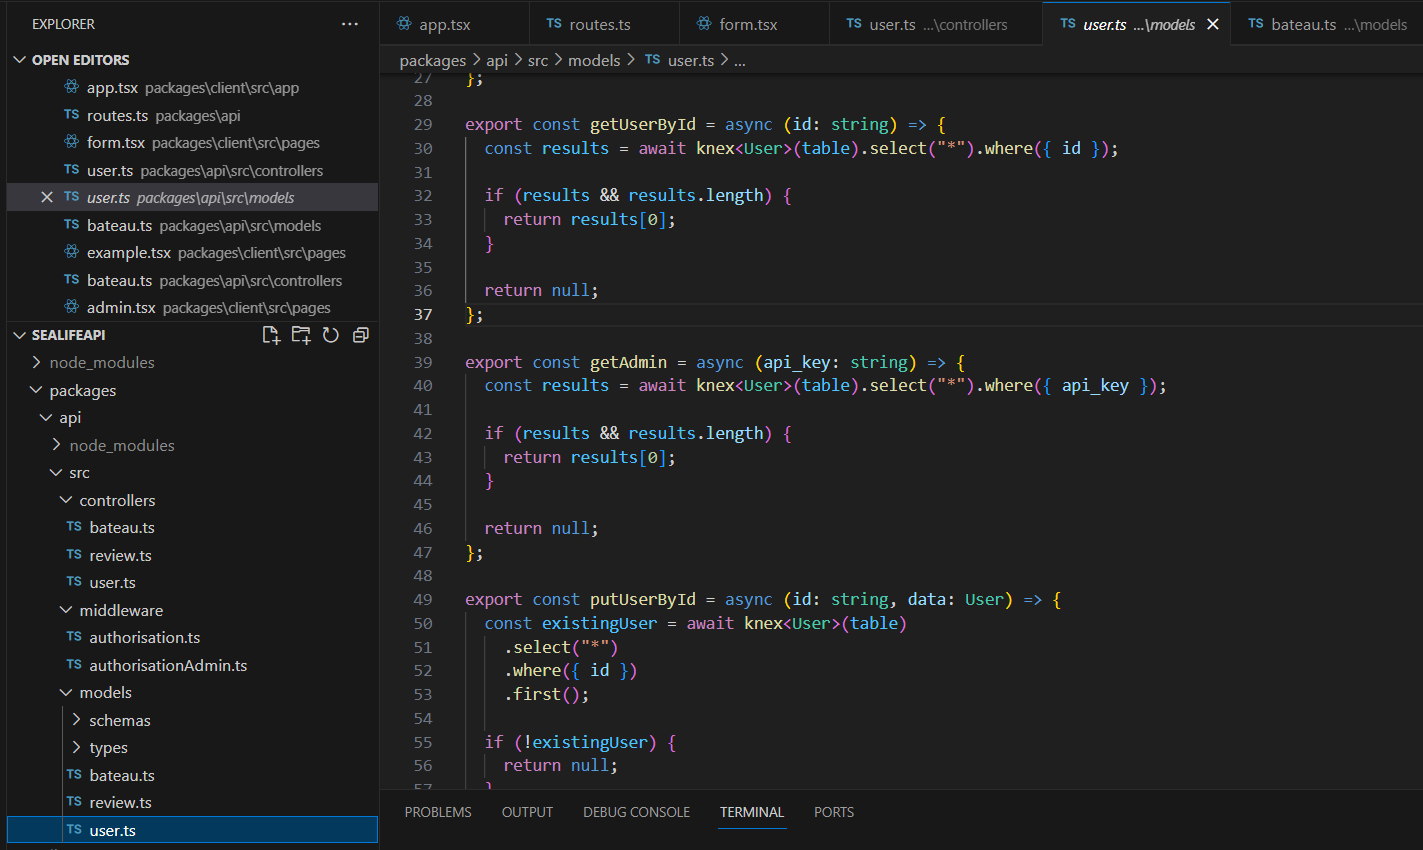 EXPLORER
···
OPEN EDITORS
app.tsx packages\client\src\app
TS routes.ts packages\api
form.tsx packages\client\src\pages
TS user.ts packages\api\src\controllers
TS user.ts packages\api\src\models
TS bateau.ts packages\api\src\models
example.tsx packages\client\src\pages
TS bateau.ts packages\api\src\controllers
admin.tsx packages\client\src\pages
SEALIFEAPI
node_modules
packages
api
node_modules
src
controllers
TS bateau.ts
TS review.ts
TS user.ts
middleware
TS authorisation.ts
TS authorisationAdmin.ts
models
schemas
types
TS bateau.ts
TS review.ts
TS user.ts
app.tsx TS routes.ts form.tsx TS user.ts ...\controllers TS user.ts ...\models TS bateau.ts ...\models
packages > api > src > models > TS user.ts > ...
27 };
28
29 export const getUserById = async (id: string) => {
30 const results = await knex<User>(table).select("*").where({ id });
31
32 if (results && results.length) {
33 return results[0];
34 }
35
36 return null;
37 };
38
39 export const getAdmin = async (api_key: string) => {
40 const results = await knex<User>(table).select("*").where({ api_key });
41
42 if (results && results.length) {
43 return results[0];
44 }
45
46 return null;
47 };
48
49 export const putUserById = async (id: string, data: User) => {
50 const existingUser = await knex<User>(table)
51 .select("*")
52 .where({ id })
53 .first();
54
55 if (!existingUser) {
56 return null;
57 }
PROBLEMS OUTPUT DEBUG CONSOLE TERMINAL PORTS